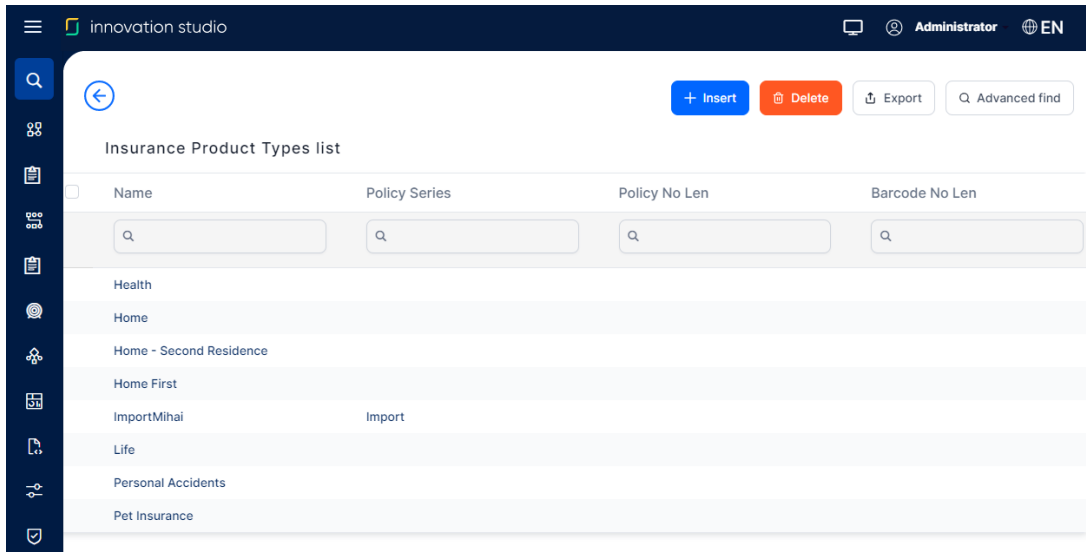 innovation studio Administrator EN
Insert Delete Export Advanced find
Insurance Product Types list
Name Policy Series Policy No Len Barcode No Len
Health
Home
Home - Second Residence
Home First
ImportMihai Import
Life
Personal Accidents
Pet Insurance